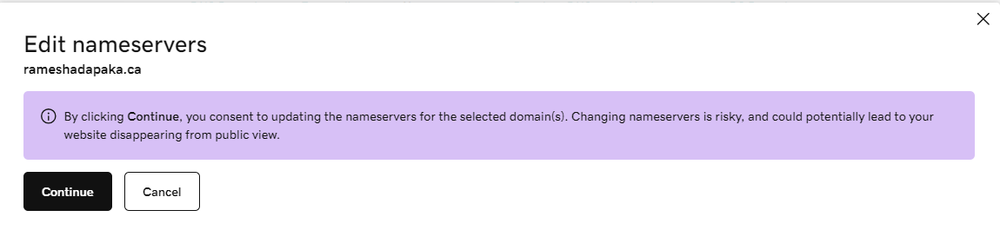 Edit nameservers
rameshadapaka.ca
By clicking Continue, you consent to updating the nameservers for the selected domain(s). Changing nameservers is risky, and could potentially lead to your
website disappearing from public view.
Continue Cancel